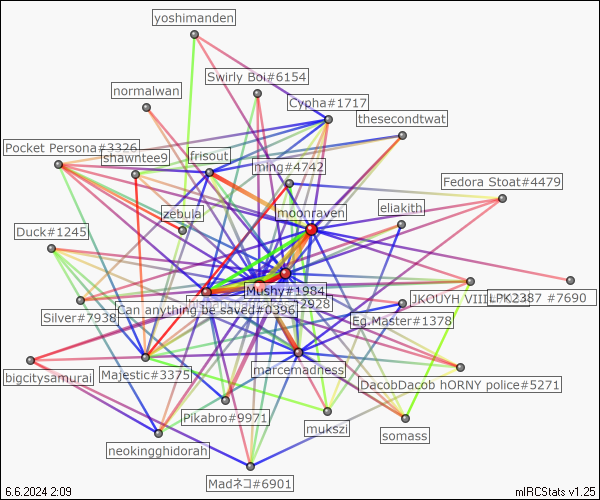 yoshimanden
Swirly Boi#6154
normalwan
Cypha#1717
thesecondtwat
Pocket Persona#3326
shawntee9
frisout
ming#4742
Fedora Stoat#4479
zebula
moonraven
eliakith
Duck#1245
Mushy#1984
JKOUYH VIII
LPK2387 #7690
2928
Can anything be saved#0396
Silver#7938
Eg.Master#1378
bigcitysamurai
Majestic#3375
marcemadness
DacobDacob hORNY police#5271
Pikabro#9971
mukszi
somass
neokingghidorah
Madネコ#6901
6.6.2024 2:09
mIRCStats v1.25